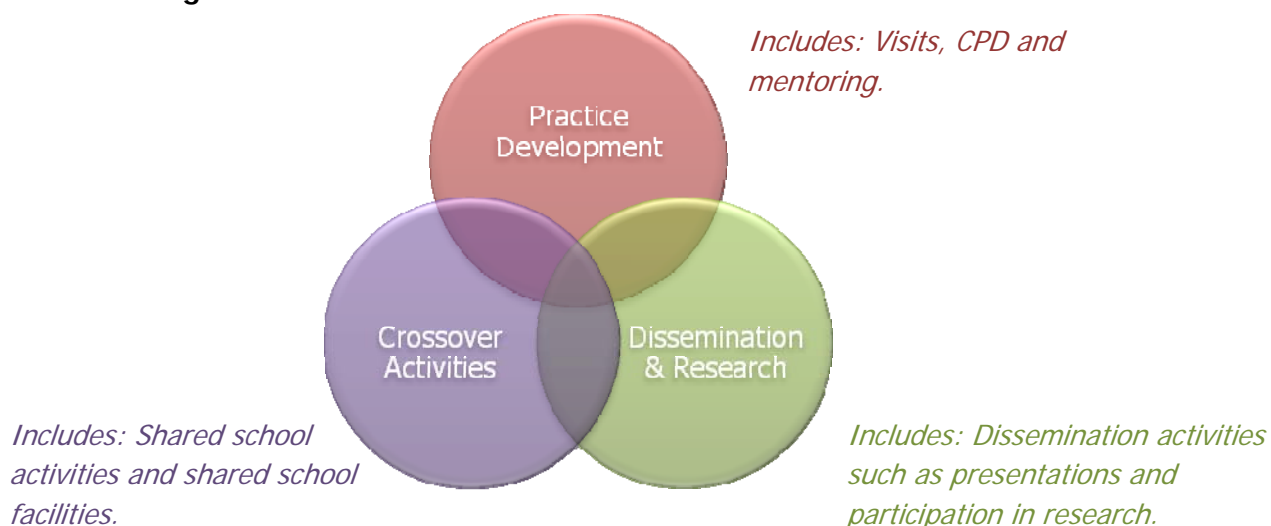 Includes: Visits, CPD and
mentoring.
Practice
Development
Crossover
Activities
Dissemination
& Research
Includes: Shared school
activities and shared school
facilities.
Includes: Dissemination activities
such as presentations and
participation in research.